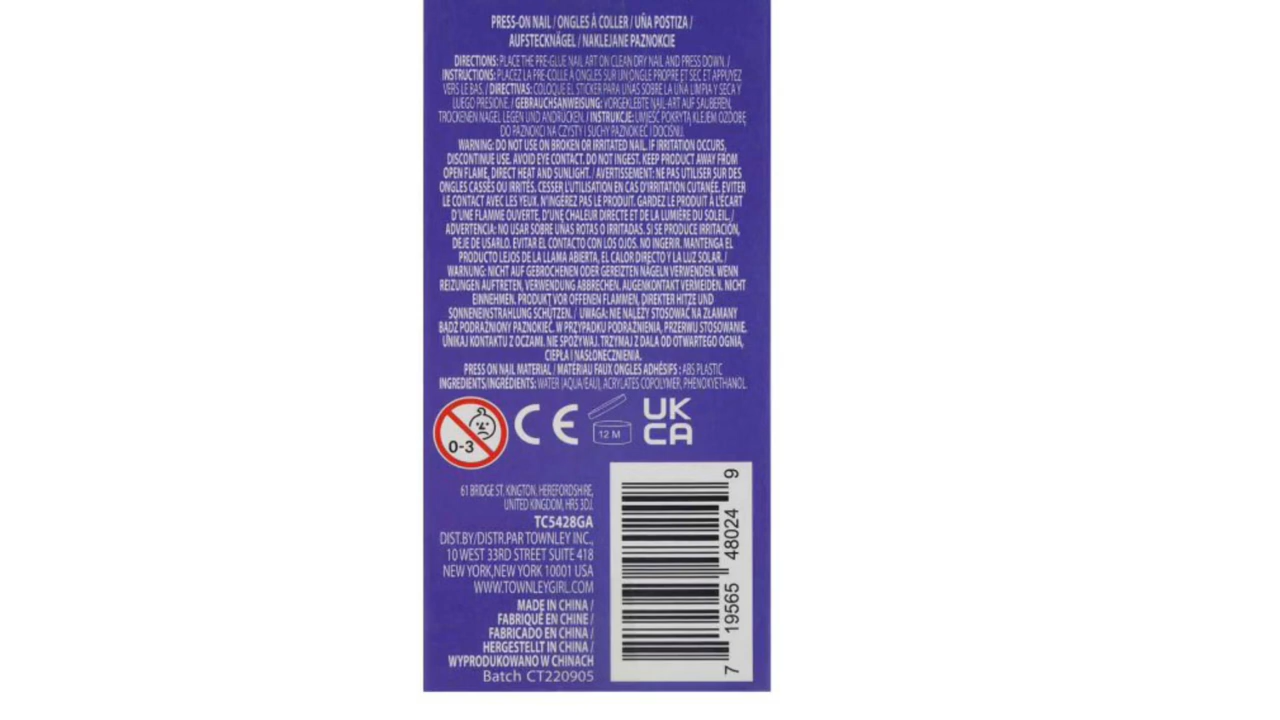 PRESS-ON NAIL / ONGLES À COLLER / UÑA POSTIZA /
AUFSTECKNÄGEL / NAKLEJANE PAZNOKCIE
DIRECTIONS: PLACE THE PRE-GLUE NAIL ART ON CLEAN DRY NAIL AND PRESS DOWN. /
INSTRUCTIONS: PLACEZ LA PRE-COLLE À ONGLES SUR UN ONGLE PROPRE ET SEC ET APPUYEZ
VERS LE BAS. / DIRECTIVAS: COLOQUE EL STICKER PARA UÑAS SOBRE LA UÑA LIMPIA Y SECA Y
LUEGO PRESIONE. / GEBRAUCHSANWEISUNG: VORGEKLEBTE NAIL-ART AUF SAUBEREN,
TROCKENEN NAGEL LEGEN UND ANDRÜCKEN. / INSTRUKCJE: UMIEŚĆ POKRYTĄ KLEJEM OZDOBĘ
DO PAZNOKCI NA CZYSTY I SUCHY PAZNOKIEĆ I DOCIŚNIJ.
WARNING: DO NOT USE ON BROKEN OR IRRITATED NAIL. IF IRRITATION OCCURS,
DISCONTINUE USE. AVOID EYE CONTACT. DO NOT INGEST. KEEP PRODUCT AWAY FROM
OPEN FLAME, DIRECT HEAT AND SUNLIGHT. / AVERTISSEMENT: NE PAS UTILISER SUR DES
ONGLES CASSÉS OU IRRITÉS. CESSER L'UTILISATION EN CAS D'IRRITATION CUTANÉE. EVITER
LE CONTACT AVEC LES YEUX. N'INGÉREZ PAS LE PRODUIT. GARDEZ LE PRODUIT À L'ÉCART
D'UNE FLAMME OUVERTE, D'UNE CHALEUR DIRECTE ET DE LA LUMIÈRE DU SOLEIL. /
ADVERTENCIA: NO USAR SOBRE UÑAS ROTAS O IRRITADAS. SI SE PRODUCE IRRITACIÓN,
DEJE DE USARLO. EVITAR EL CONTACTO CON LOS OJOS. NO INGERIR. MANTENGA EL
PRODUCTO LEJOS DE LA LLAMA ABIERTA, EL CALOR DIRECTO Y LA LUZ SOLAR. /
WARNUNG: NICHT AUF GEBROCHENEN ODER GEREIZTEN NÄGELN VERWENDEN. WENN
REIZUNGEN AUFTRETEN, VERWENDUNG ABBRECHEN. AUGENKONTAKT VERMEIDEN. NICHT
EINNEHMEN. PRODUKT VOR OFFENEN FLAMMEN, DIREKTER HITZE UND
SONNENEINSTRAHLUNG SCHÜTZEN. / UWAGA: NIE NALEŻY STOSOWAĆ NA ZŁAMANY
BĄDŹ PODRAŻNIONY PAZNOKIEĆ. W PRZYPADKU PODRAŻNIENIA, PRZERWIJ STOSOWANIE.
UNIKAJ KONTAKTU Z OCZAMI. NIE SPOŻYWAJ. TRZYMAJ Z DALA OD OTWARTEGO OGNIA,
CIEPŁA I NASŁONECZNIENIA.
PRESS ON NAIL MATERIAL / MATÉRIAU FAUX ONGLES ADHÉSIFS : ABS PLASTIC
INGREDIENTS/INGRÉDIENTS: WATER (AQUA/EAU), ACRYLATES COPOLYMER, PHENOXYETHANOL.
0-3
CE
12 M
UK
CA
61 BRIDGE ST, KINGTON, HEREFORDSHIRE,
UNITED KINGDOM, HR5 3DJ.
TC5428GA
DIST.BY/DISTR.PAR TOWNLEY INC.,
10 WEST 33RD STREET SUITE 418
NEW YORK,NEW YORK 10001 USA
WWW.TOWNLEYGIRL.COM
MADE IN CHINA /
FABRIQUÉ EN CHINE /
FABRICADO EN CHINA /
HERGESTELLT IN CHINA /
WYPRODUKOWANO W CHINACH
Batch CT220905
7 19565 48024 9